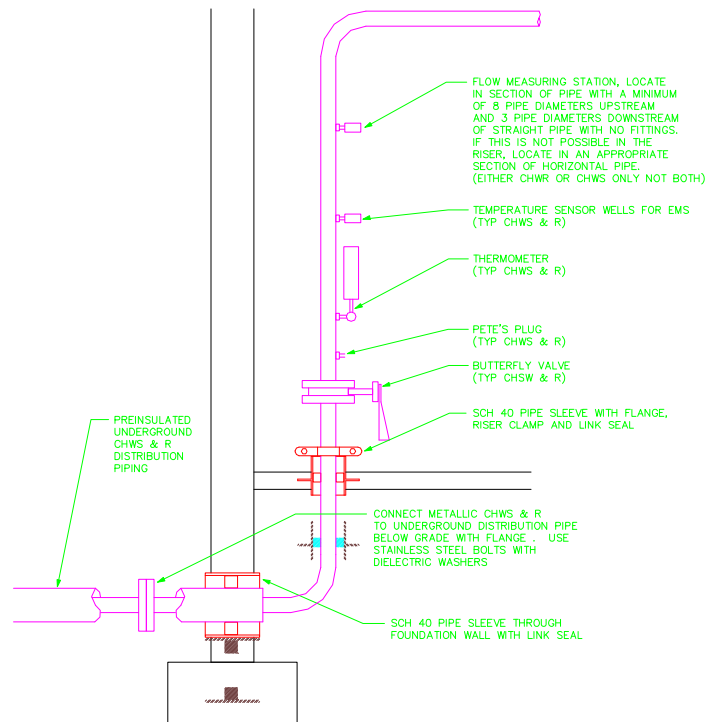 FLOW MEASURING STATION, LOCATE
IN SECTION OF PIPE WITH A MINIMUM
OF 8 PIPE DIAMETERS UPSTREAM
AND 3 PIPE DIAMETERS DOWNSTREAM
OF STRAIGHT PIPE WITH NO FITTINGS.
IF THIS IS NOT POSSIBLE IN THE
RISER, LOCATE IN AN APPROPRIATE
SECTION OF HORIZONTAL PIPE.
(EITHER CHWR OR CHWS ONLY NOT BOTH)
TEMPERATURE SENSOR WELLS FOR EMS
(TYP CHWS & R)
THERMOMETER
(TYP CHWS & R)
PETE'S PLUG
(TYP CHWS & R)
BUTTERFLY VALVE
(TYP CHSW & R)
SCH 40 PIPE SLEEVE WITH FLANGE,
RISER CLAMP AND LINK SEAL
PREINSULATED
UNDERGROUND
CHWS & R
DISTRIBUTION
PIPING
CONNECT METALLIC CHWS & R
TO UNDERGROUND DISTRIBUTION PIPE
BELOW GRADE WITH FLANGE . USE
STAINLESS STEEL BOLTS WITH
DIELECTRIC WASHERS
SCH 40 PIPE SLEEVE THROUGH
FOUNDATION WALL WITH LINK SEAL